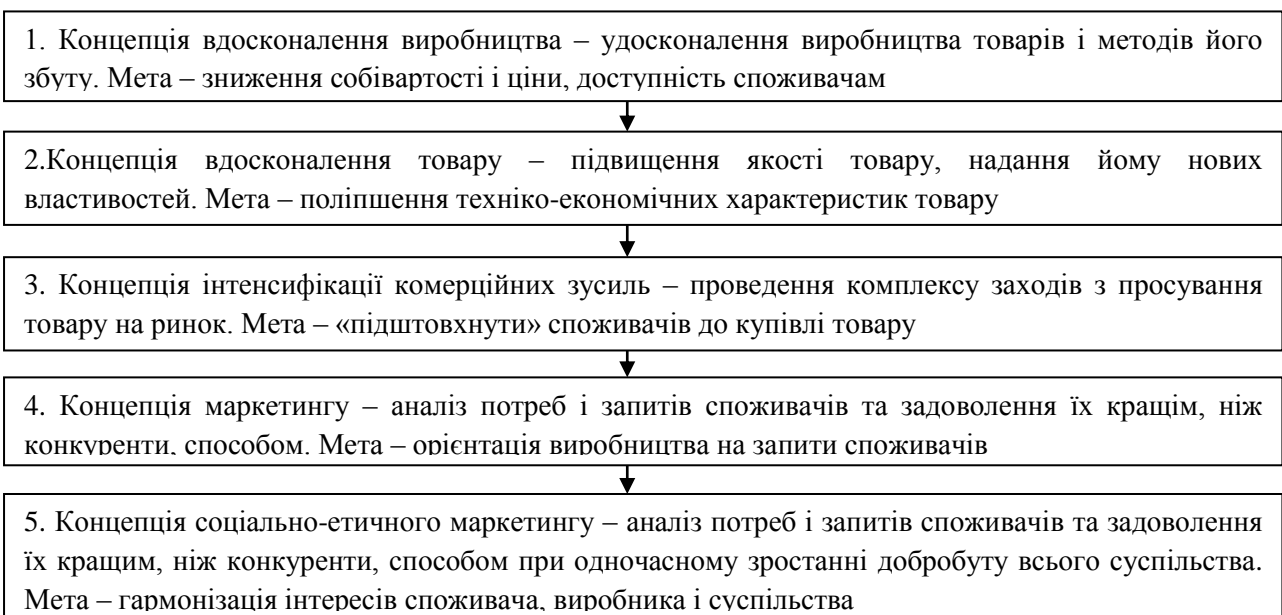 1. Концепція вдосконалення виробництва – удосконалення виробництва товарів і методів його
збуту. Мета – зниження собівартості і ціни, доступність споживачам
2.Концепція вдосконалення товару – підвищення якості товару, надання йому нових
властивостей. Мета – поліпшення техніко-економічних характеристик товару
3. Концепція інтенсифікації комерційних зусиль – проведення комплексу заходів з просування
товару на ринок. Мета – «підштовхнути» споживачів до купівлі товару
4. Концепція маркетингу – аналіз потреб і запитів споживачів та задоволення їх кращім, ніж
конкуренти, способом. Мета – орієнтація виробництва на запити споживачів
5. Концепція соціально-етичного маркетингу – аналіз потреб і запитів споживачів та задоволення
їх кращим, ніж конкуренти, способом при одночасному зростанні добробуту всього суспільства.
Мета – гармонізація інтересів споживача, виробника і суспільства